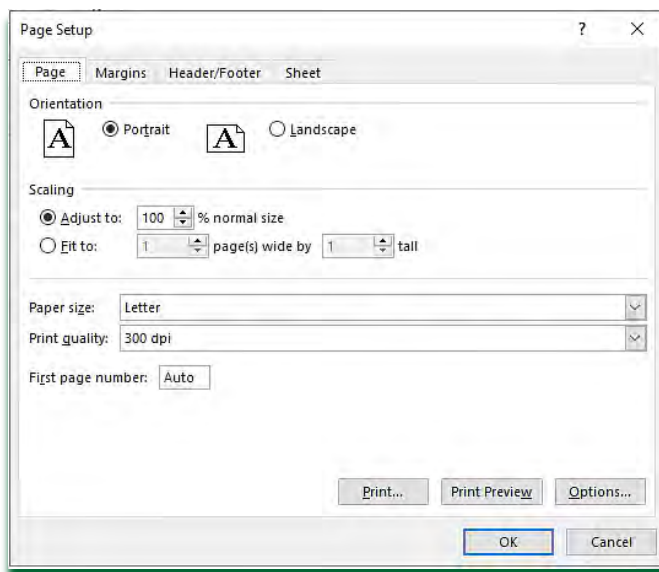 Page Setup ? ×
Page Margins Header/Footer Sheet
Orientation
A Portrait A Landscape
Scaling
Adjust to: 100 % normal size
Fit to: 1 page(s) wide by 1 tall
Paper size: Letter
Print quality: 300 dpi
First page number: Auto
Print... Print Preview Options...
OK Cancel